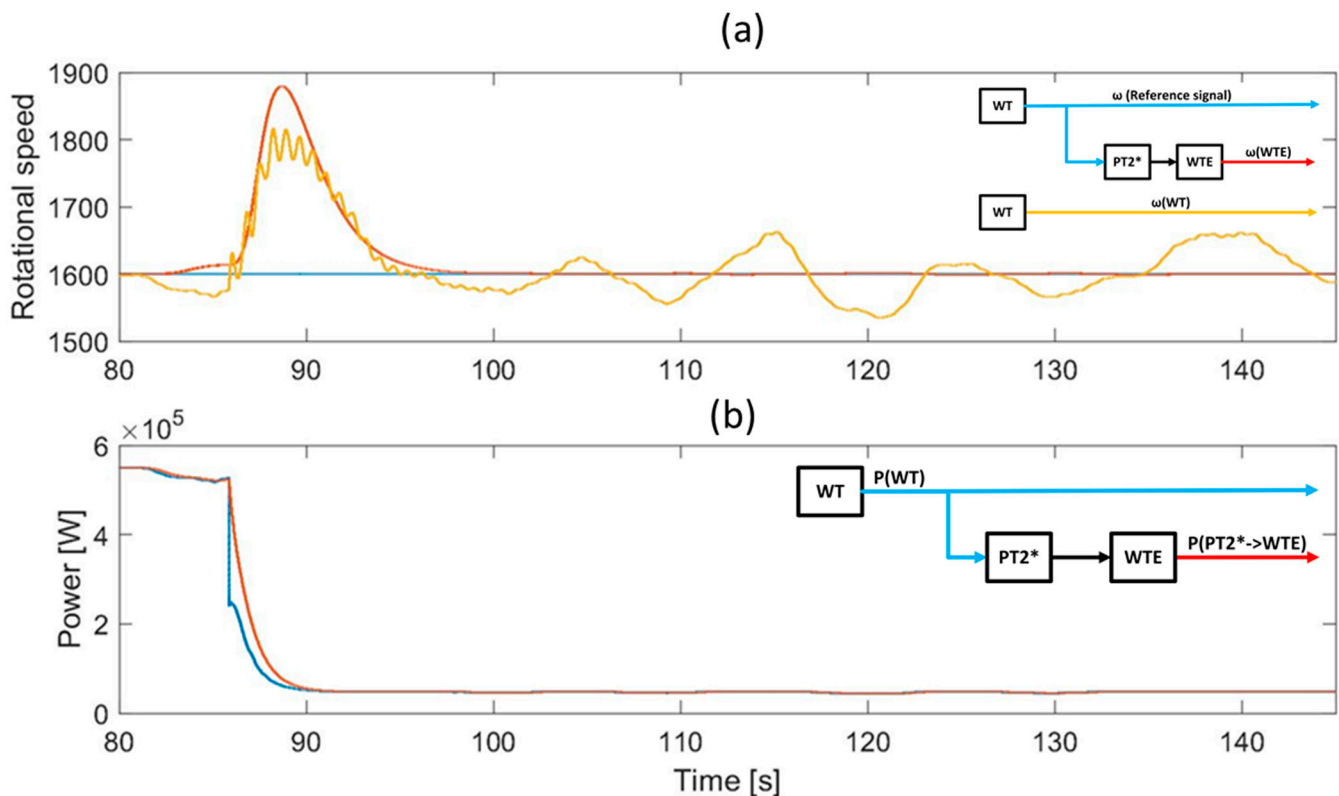 (a)
1900
1800
1700
1600
1500
Rotational speed
WT
ω (Reference signal)
PT2*
WTE
ω(WTE)
WT
ω(WT)
80 90 100 110 120 130 140
(b)
×10⁵
6
4
2
0
Power [W]
WT
P(WT)
PT2*
WTE
P(PT2*->WTE)
80 90 100 110 120 130 140
Time [s]